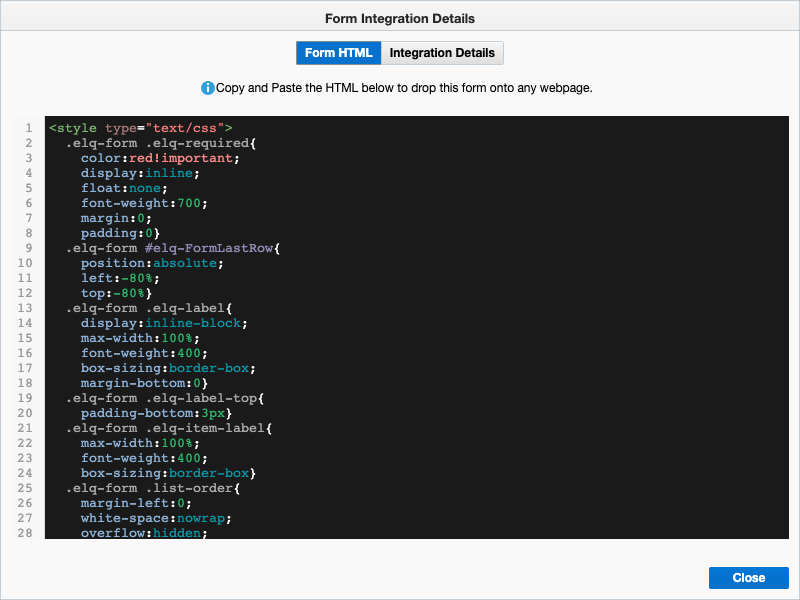 Form Integration Details
Form HTML Integration Details
Copy and Paste the HTML below to drop this form onto any webpage.
1 <style type="text/css">
2 .elq-form .elq-required{
3 color:red!important;
4 display:inline;
5 float:none;
6 font-weight:700;
7 margin:0;
8 padding:0}
9 .elq-form #elq-FormLastRow{
10 position:absolute;
11 left:-80%;
12 top:-80%}
13 .elq-form .elq-label{
14 display:inline-block;
15 max-width:100%;
16 font-weight:400;
17 box-sizing:border-box;
18 margin-bottom:0}
19 .elq-form .elq-label-top{
20 padding-bottom:3px}
21 .elq-form .elq-item-label{
22 max-width:100%;
23 font-weight:400;
24 box-sizing:border-box}
25 .elq-form .list-order{
26 margin-left:0;
27 white-space:nowrap;
28 overflow:hidden;
Close